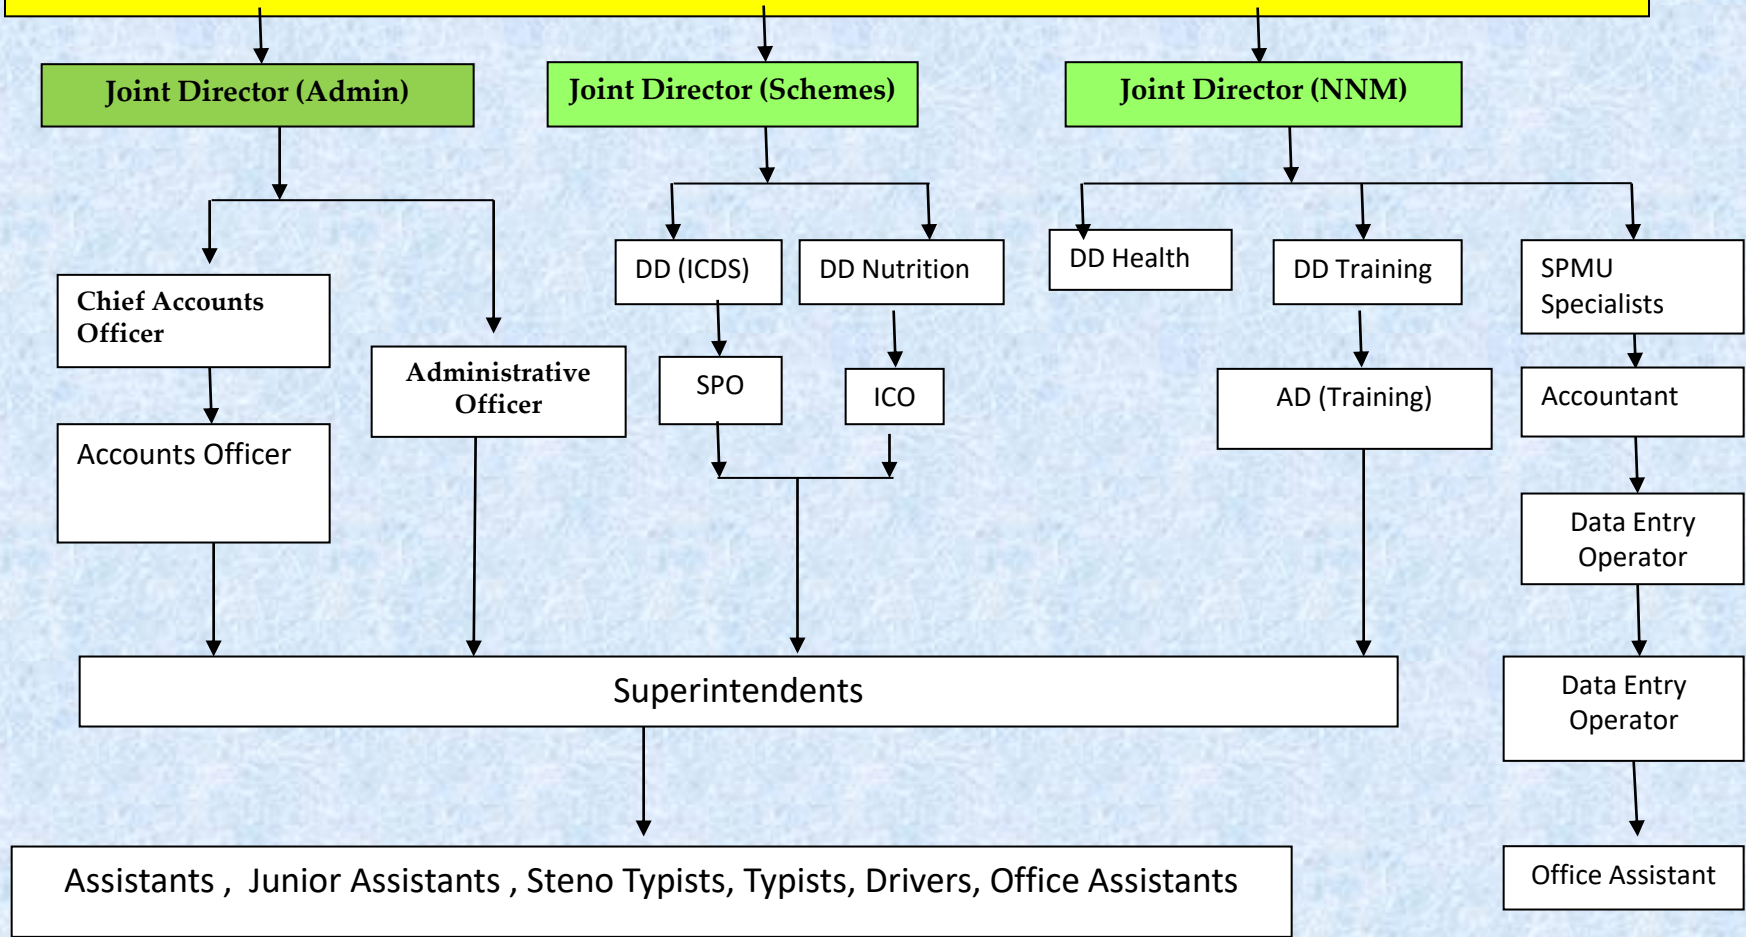 Joint Director (Admin)
Joint Director (Schemes)
Joint Director (NNM)
DD (ICDS)
DD Nutrition
DD Health
DD Training
SPMU
Specialists
Chief Accounts
Officer
Administrative
Officer
SPO
ICO
AD (Training)
Accountant
Accounts Officer
Data Entry
Operator
Superintendents
Data Entry
Operator
Assistants , Junior Assistants , Steno Typists, Typists, Drivers, Office Assistants
Office Assistant